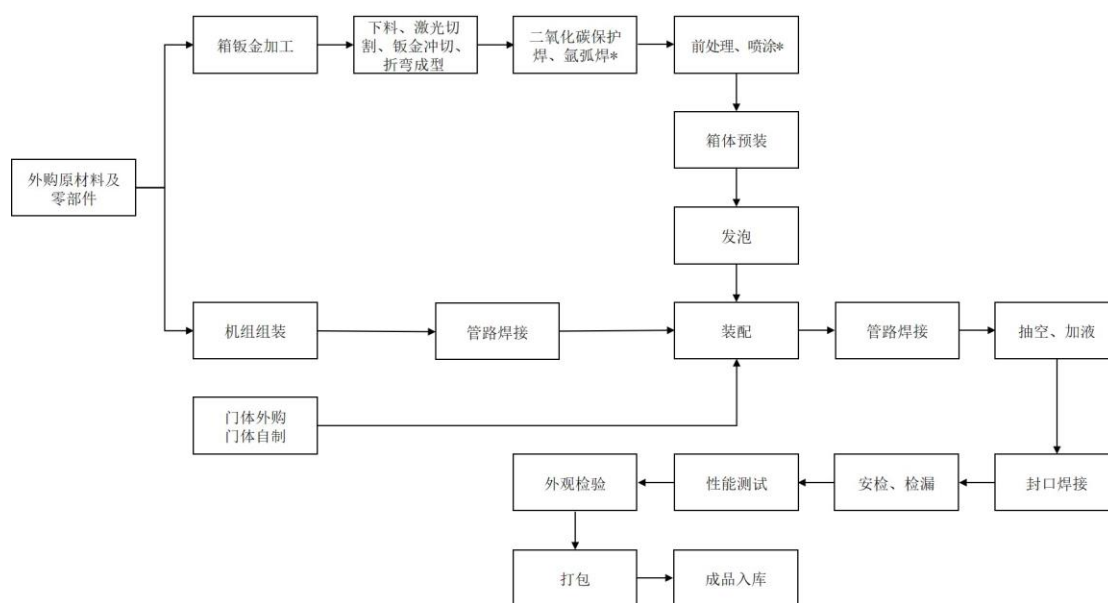 箱钣金加工
下料、激光切
割、钣金冲切、
折弯成型
二氧化碳保护
焊、氩弧焊*
前处理、喷涂*
箱体预装
外购原材料及
零部件
发泡
机组组装
管路焊接
装配
管路焊接
抽空、加液
门体外购
门体自制
外观检验
性能测试
安检、检漏
封口焊接
打包
成品入库